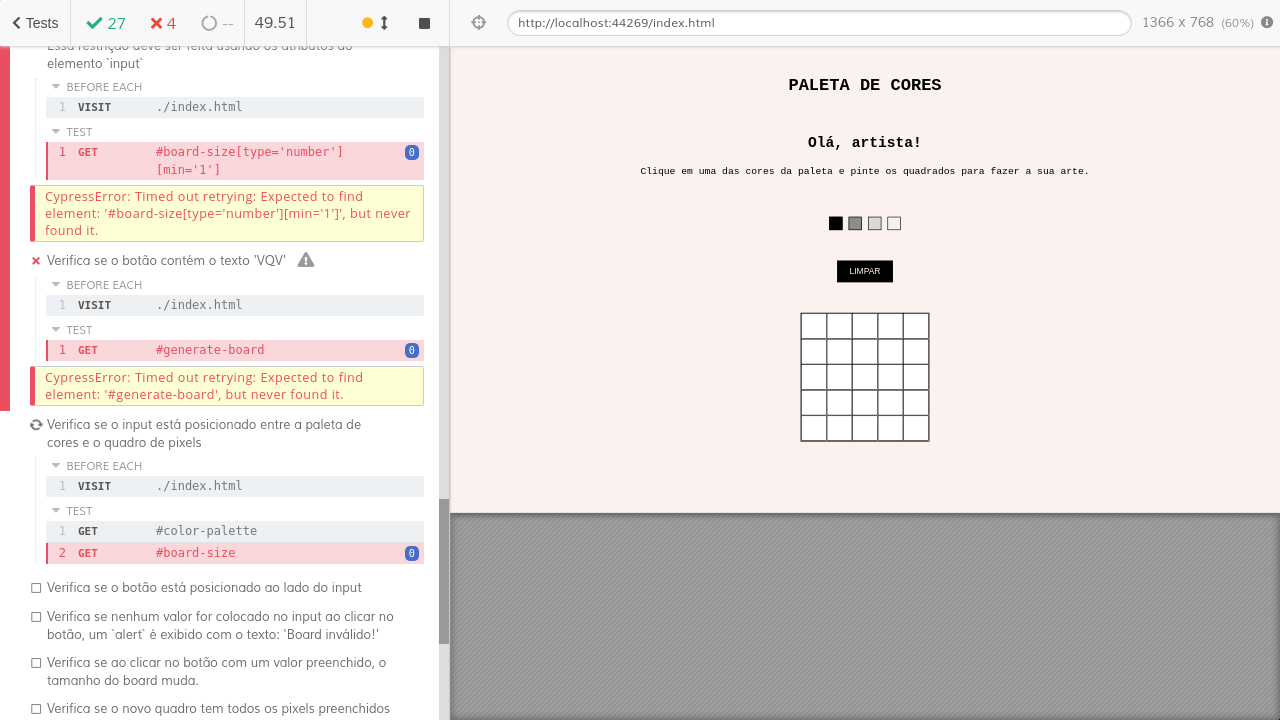 Tests
27
4
--
49.51
http://localhost:44269/index.html
1366 x 768 (60%)
Essa restrição deve ser feita usando os atributos do
elemento `input`
BEFORE EACH
1 VISIT ./index.html
TEST
1 GET #board-size[type='number'] 0
[min='1']
CypressError: Timed out retrying: Expected to find
element: '#board-size[type='number'][min='1']', but never
found it.
Verifica se o botão contém o texto 'VQV'
BEFORE EACH
1 VISIT ./index.html
TEST
1 GET #generate-board 0
CypressError: Timed out retrying: Expected to find
element: '#generate-board', but never found it.
Verifica se o input está posicionado entre a paleta de
cores e o quadro de pixels
BEFORE EACH
1 VISIT ./index.html
TEST
1 GET #color-palette
2 GET #board-size 0
Verifica se o botão está posicionado ao lado do input
Verifica se nenhum valor for colocado no input ao clicar no
botão, um `alert` é exibido com o texto: 'Board inválido!'
Verifica se ao clicar no botão com um valor preenchido, o
tamanho do board muda.
Verifica se o novo quadro tem todos os pixels preenchidos
PALETA DE CORES
Olá, artista!
Clique em uma das cores da paleta e pinte os quadrados para fazer a sua arte.
LIMPAR